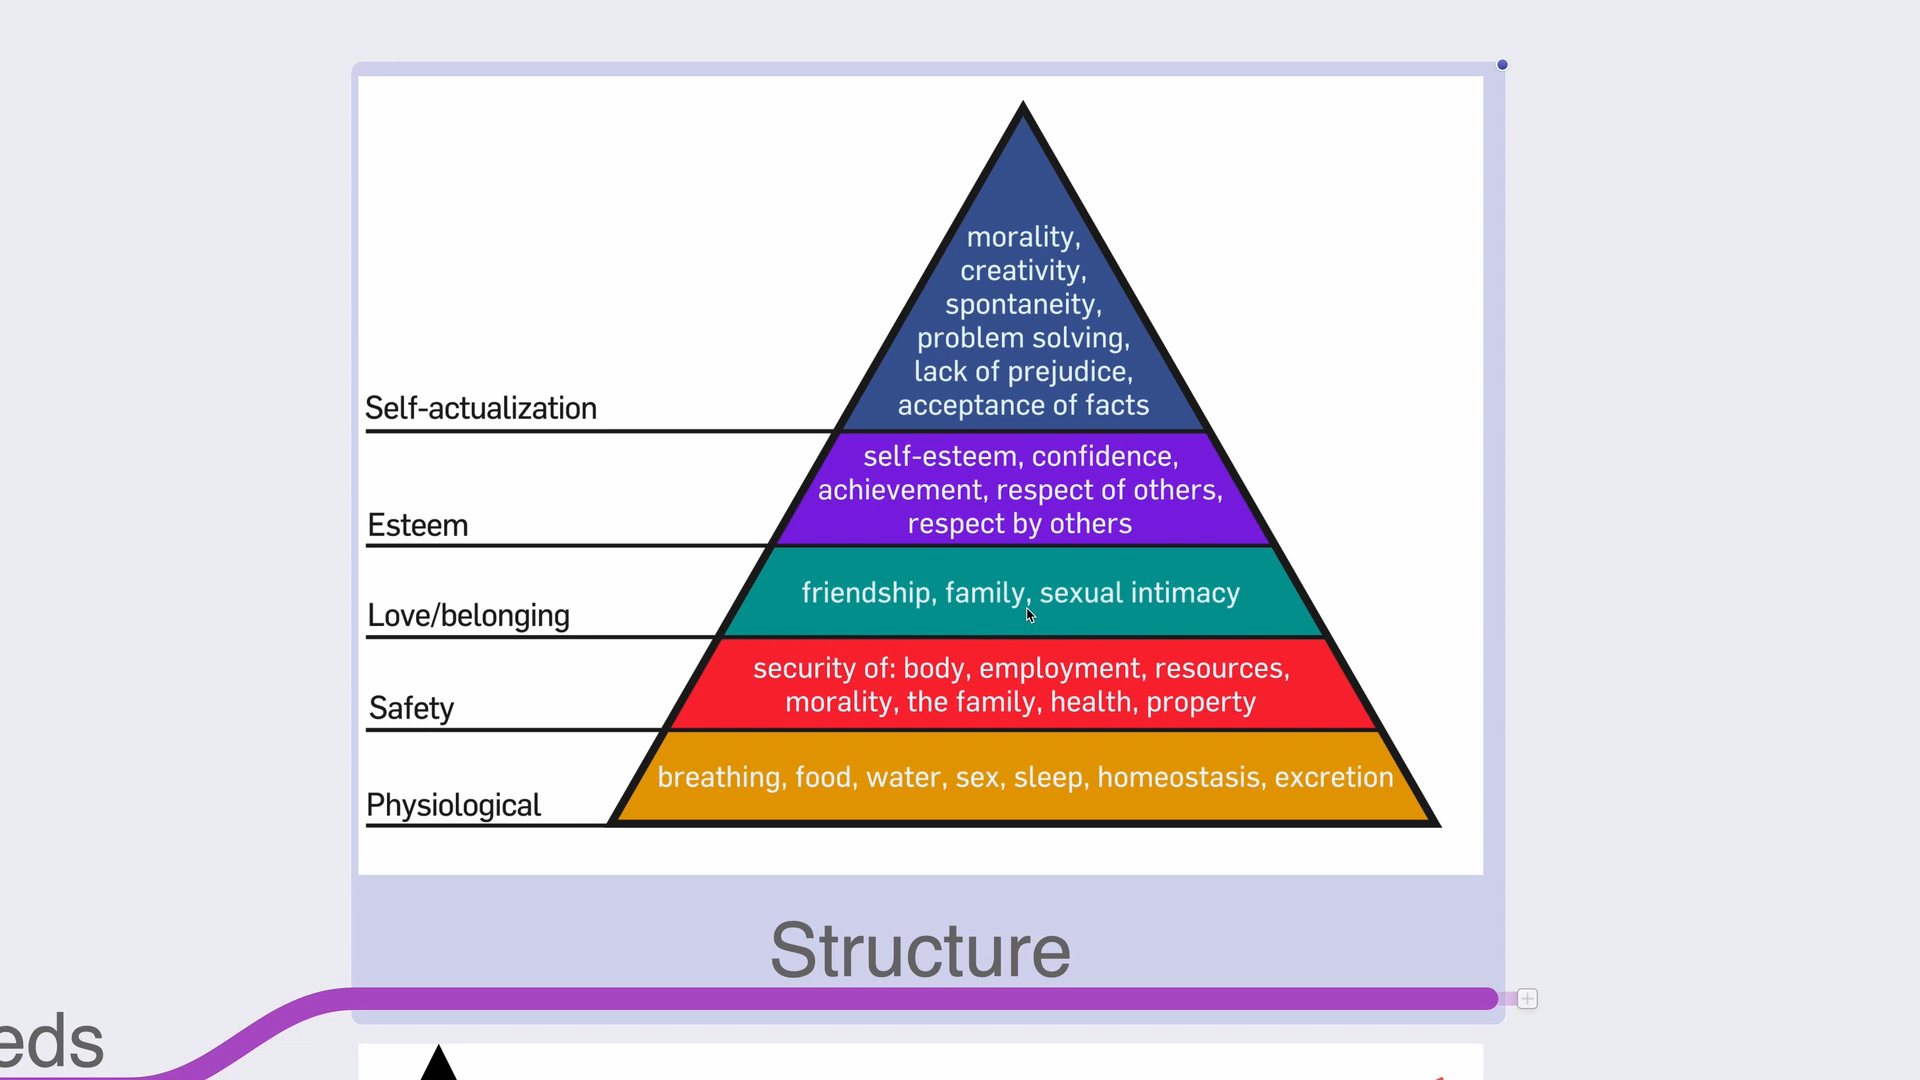 morality,
creativity,
spontaneity,
problem solving,
lack of prejudice,
acceptance of facts
Self-actualization
self-esteem, confidence,
achievement, respect of others,
respect by others
Esteem
friendship, family, sexual intimacy
Love/belonging
security of: body, employment, resources,
morality, the family, health, property
Safety
breathing, food, water, sex, sleep, homeostasis, excretion
Physiological
Structure
eds